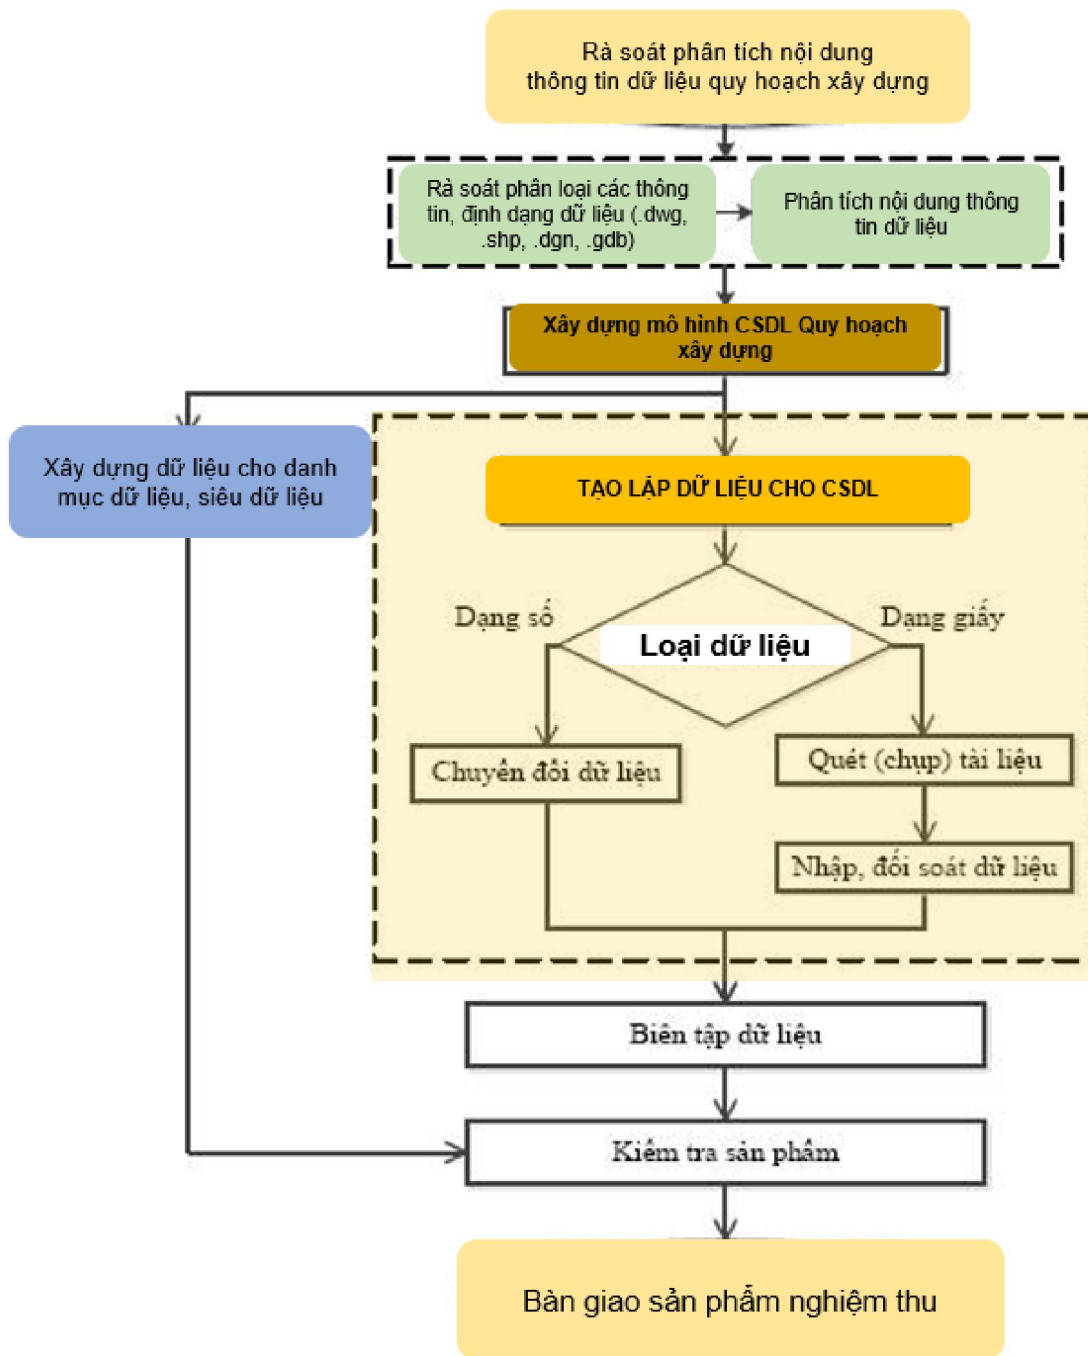 Rà soát phân tích nội dung
thông tin dữ liệu quy hoạch xây dựng
Rà soát phân loại các thông
tin, định dạng dữ liệu (.dwg,
.shp, .dgn, .gdb)
Phân tích nội dung thông
tin dữ liệu
Xây dựng mô hình CSDL Quy hoạch
xây dựng
Xây dựng dữ liệu cho danh
mục dữ liệu, siêu dữ liệu
TẠO LẬP DỮ LIỆU CHO CSDL
Dạng số
Dạng giấy
Loại dữ liệu
Chuyển đổi dữ liệu
Quét (chụp) tài liệu
Nhập, đối soát dữ liệu
Biên tập dữ liệu
Kiểm tra sản phẩm
Bàn giao sản phẩm nghiệm thu